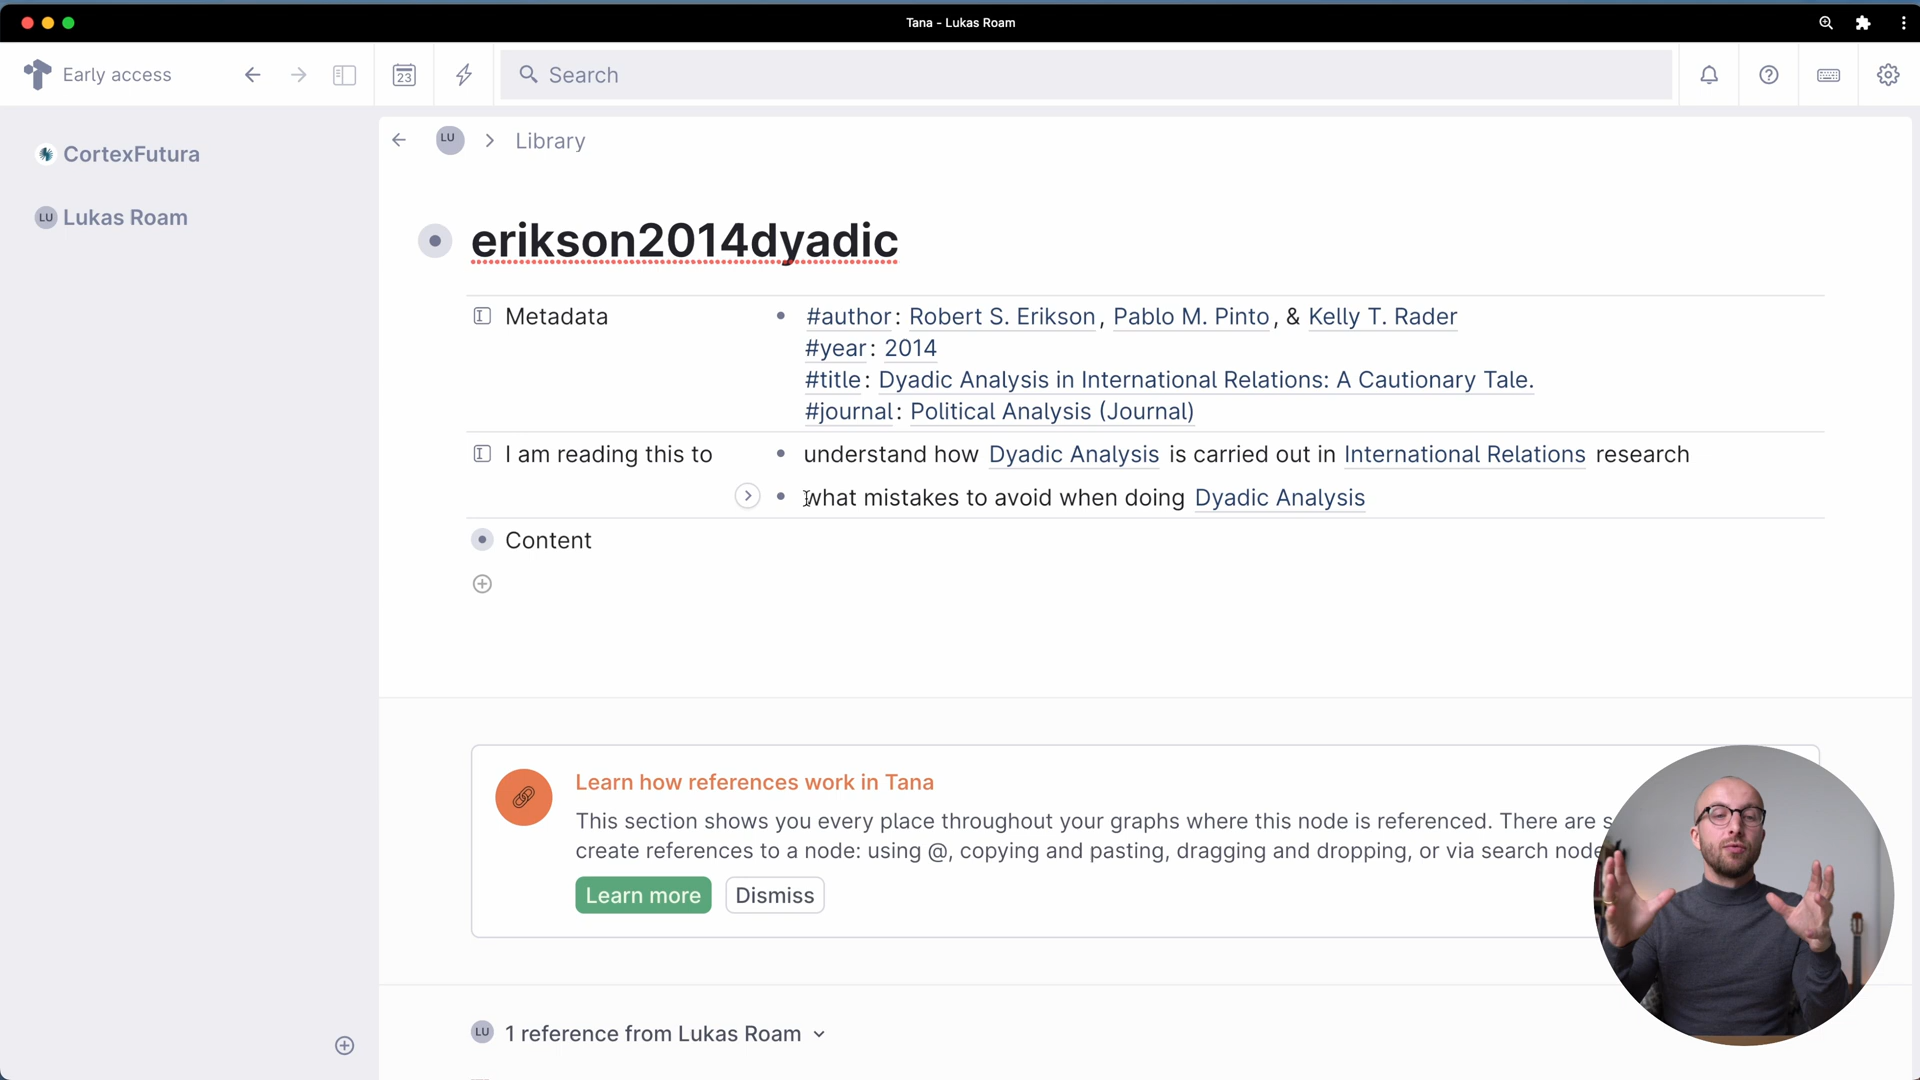 Tana - Lukas Roam
Early access
23
Search
CortexFutura
LU Lukas Roam
LU
Library
erikson2014dyadic
Metadata
#author: Robert S. Erikson, Pablo M. Pinto, & Kelly T. Rader
#year: 2014
#title: Dyadic Analysis in International Relations: A Cautionary Tale.
#journal: Political Analysis (Journal)
I am reading this to
understand how Dyadic Analysis is carried out in International Relations research
what mistakes to avoid when doing Dyadic Analysis
Content
Learn how references work in Tana
This section shows you every place throughout your graphs where this node is referenced. There are
create references to a node: using @, copying and pasting, dragging and dropping, or via search
Learn more
Dismiss
LU 1 reference from Lukas Roam